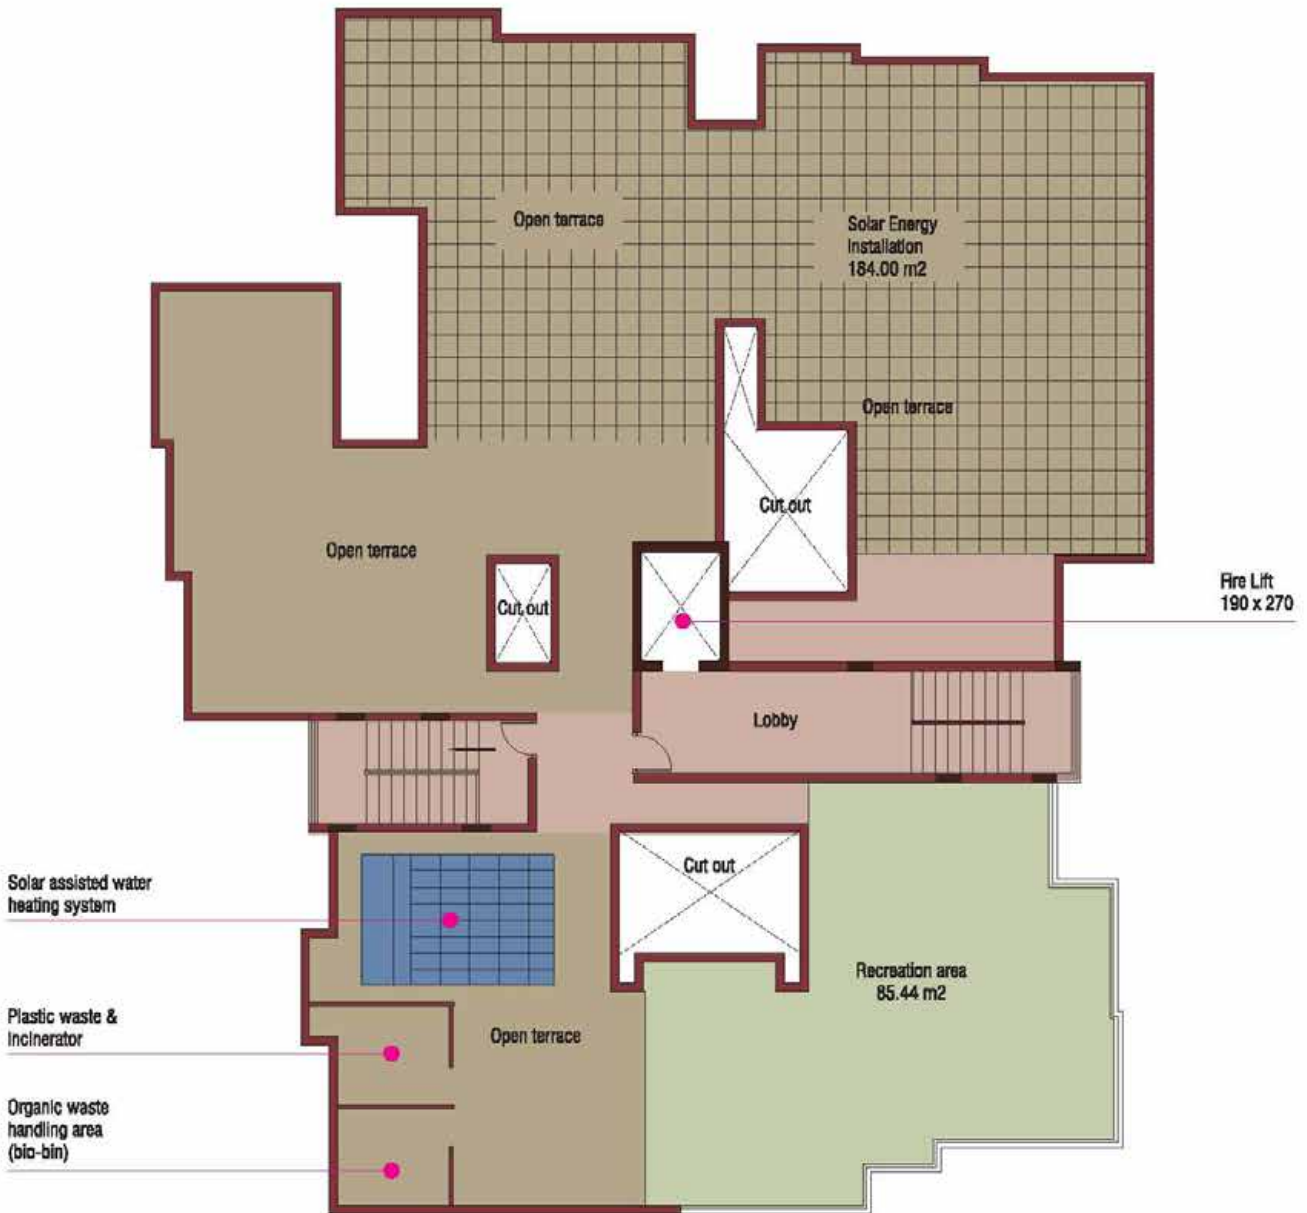 Open terrace
Solar Energy
Installation
184.00 m2
Open terrace
Cut out
Open terrace
Cut out
Fire Lift
190 x 270
Lobby
Cut out
Solar assisted water
heating system
Recreation area
85.44 m2
Plastic waste &
incinerator
Open terrace
Organic waste
handling area
(bio-bin)